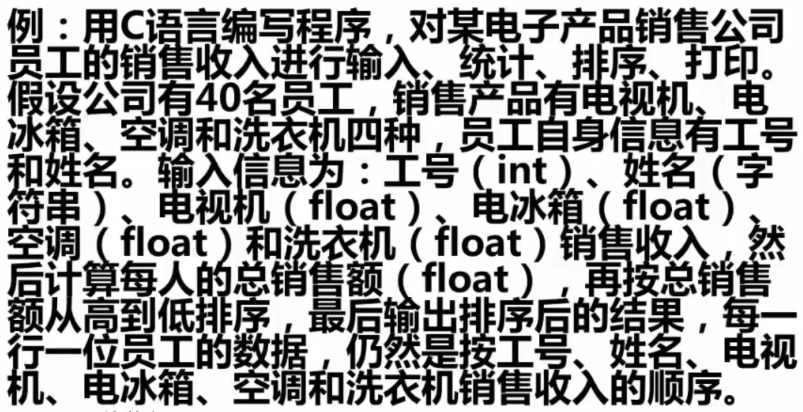 例：用C语言编写程序，对某电子产品销售公司
员工的销售收入进行输入、统计、排序、打印。
假设公司有40名员工，销售产品有电视机、电
冰箱、空调和洗衣机四种，员工自身信息有工号
和姓名。输入信息为：工号（int）、姓名（字
符串）、电视机（float）、电冰箱（float）、
空调（float）和洗衣机（float）销售收入，然
后计算每人的总销售额（float），再按总销售
额从高到低排序，最后输出排序后的结果，每一
行一位员工的数据，仍然是按工号、姓名、电视
机、电冰箱、空调和洗衣机销售收入的顺序。